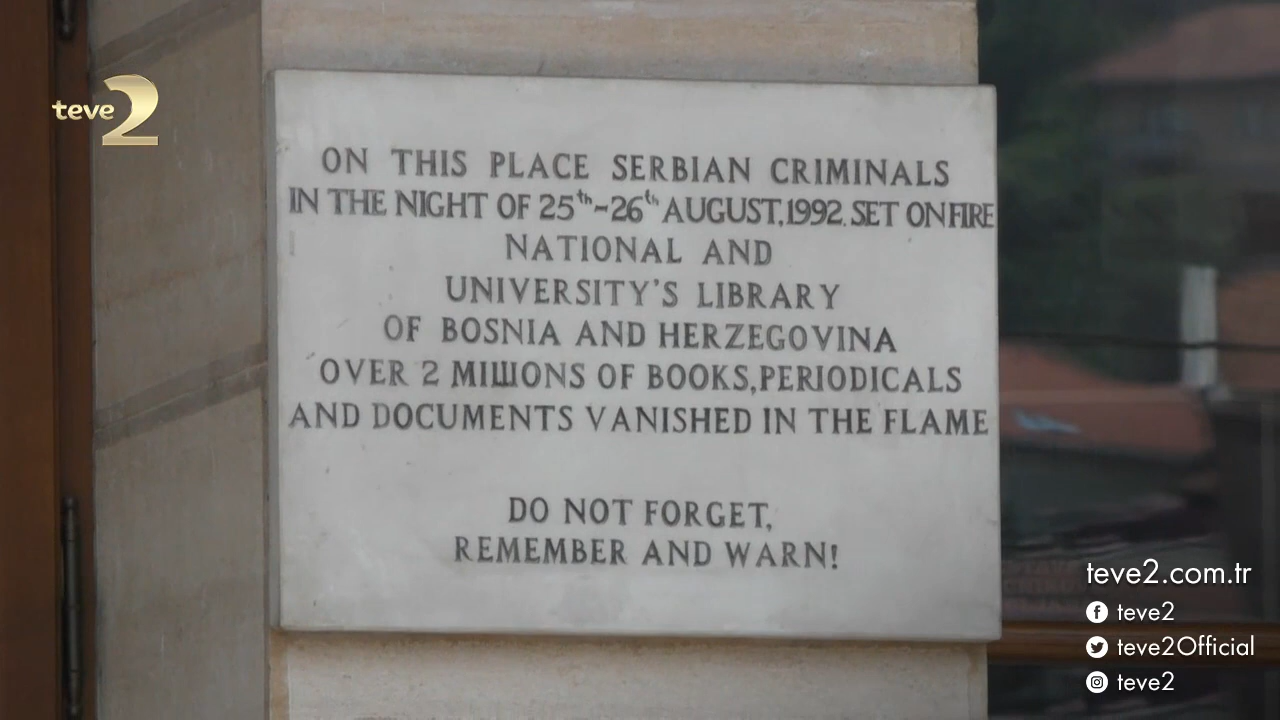 teve2
ON THIS PLACE SERBIAN CRIMINALS
IN THE NIGHT OF 25th-26th AUGUST,1992. SET ON FIRE
NATIONAL AND
UNIVERSITY'S LIBRARY
OF BOSNIA AND HERZEGOVINA
OVER 2 MILLIONS OF BOOKS,PERIODICALS
AND DOCUMENTS VANISHED IN THE FLAME
DO NOT FORGET,
REMEMBER AND WARN!
teve2.com.tr
teve2
teve2Official
teve2